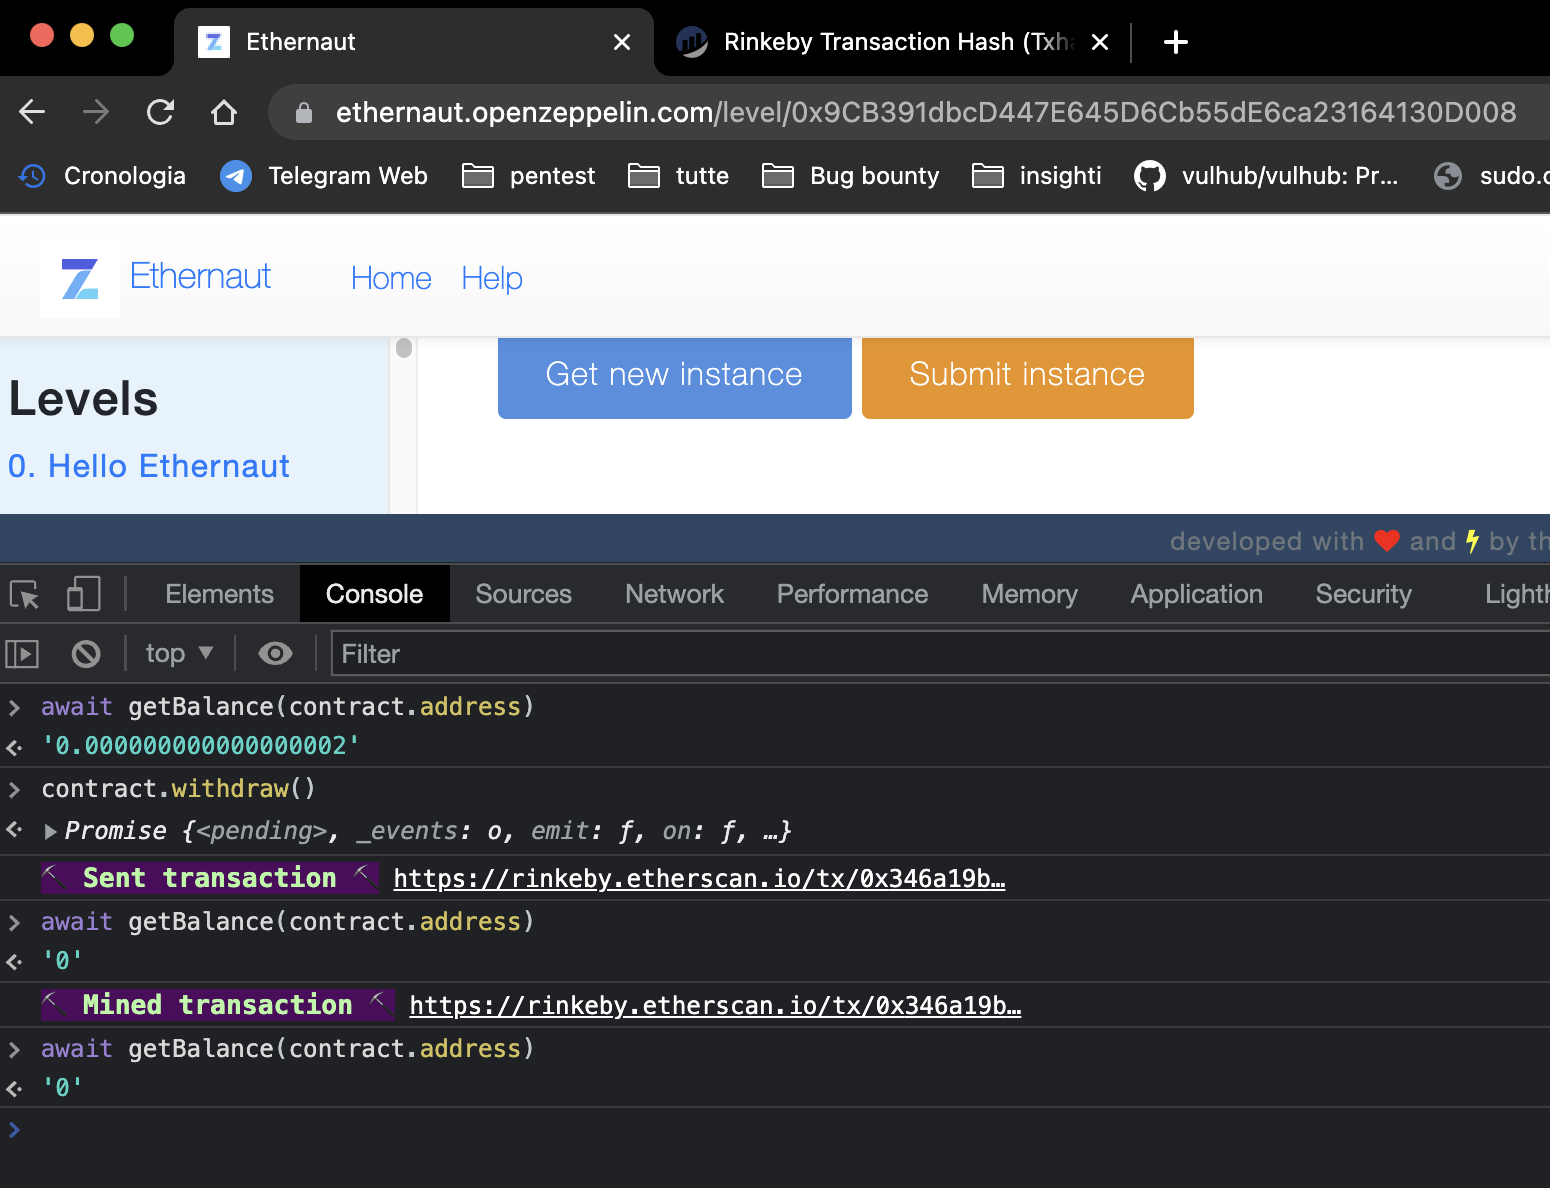 Ethernaut
Rinkeby Transaction Hash (Txha
ethernaut.openzeppelin.com/level/0x9CB391dbcD447E645D6Cb55dE6ca23164130D008
Cronologia Telegram Web pentest tutte Bug bounty insighti vulhub/vulhub: Pr... sudo.c
Ethernaut Home Help
Get new instance Submit instance
Levels
0. Hello Ethernaut
developed with ❤ and ⚡ by th
Elements Console Sources Network Performance Memory Application Security Lighth
top ▼ Filter
> await getBalance(contract.address)
'0.000000000000000002'
> contract.withdraw()
▶ Promise {<pending>, _events: o, emit: ƒ, on: ƒ, …}
Sent transaction https://rinkeby.etherscan.io/tx/0x346a19b…
> await getBalance(contract.address)
'0'
Mined transaction https://rinkeby.etherscan.io/tx/0x346a19b…
> await getBalance(contract.address)
'0'
>